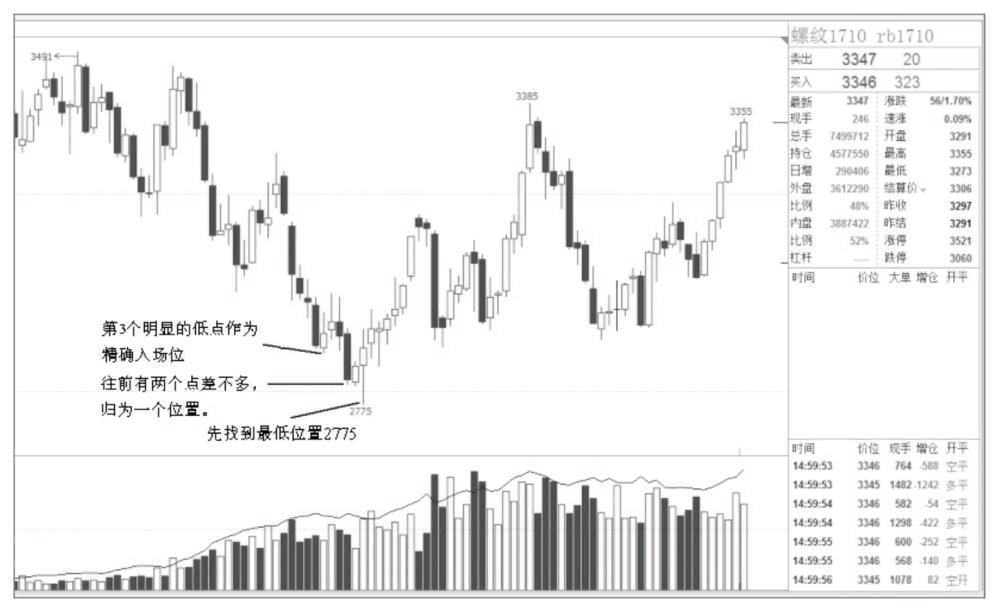 螺纹1710 rb1710
卖出 3347 20
买入 3346 323
最新 3347 涨跌 56/1.70%
现手 246 速涨 0.09%
总手 7499712 开盘 3291
持仓 4577550 最高 3355
日增 290406 最低 3273
外盘 3612290 结算价 3306
比例 48% 昨收 3297
内盘 3887422 昨结 3291
比例 52% 涨停 3521
杠杆 ----- 跌停 3060
时间 价位 大单 增仓 开平
3491
3385
3355
第3个明显的低点作为
精确入场位
往前有两个点差不多，
归为一个位置。
2775
先找到最低位置2775
时间 价位 现手 增仓 开平
14:59:53 3346 764 -588 空平
14:59:53 3345 1482 -1242 多平
14:59:54 3346 582 -54 空平
14:59:54 3346 1298 -422 多平
14:59:55 3346 600 -252 空平
14:59:55 3346 568 -140 多平
14:59:56 3345 1078 82 空开